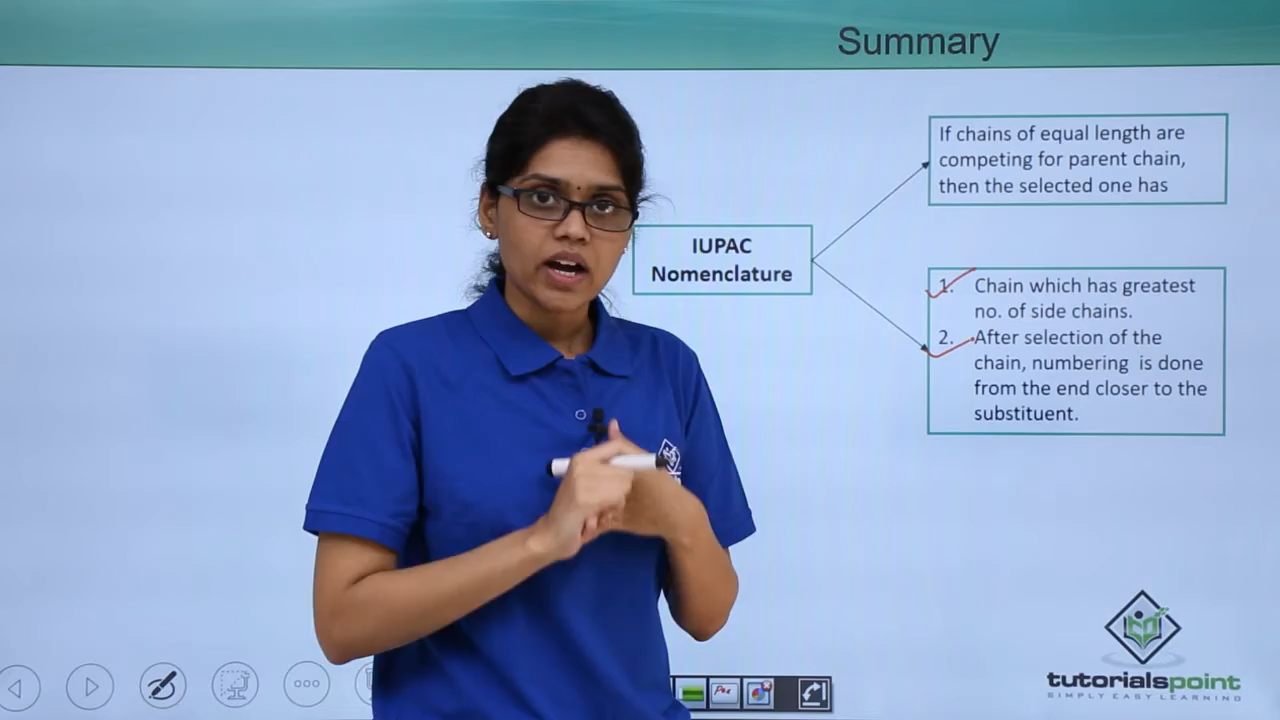 Summary
If chains of equal length are
competing for parent chain,
then the selected one has
IUPAC
Nomenclature
1. Chain which has greatest
no. of side chains.
2. After selection of the
chain, numbering is done
from the end closer to the
substituent.
tutorialspoint
SIMPLY EASY LEARNING